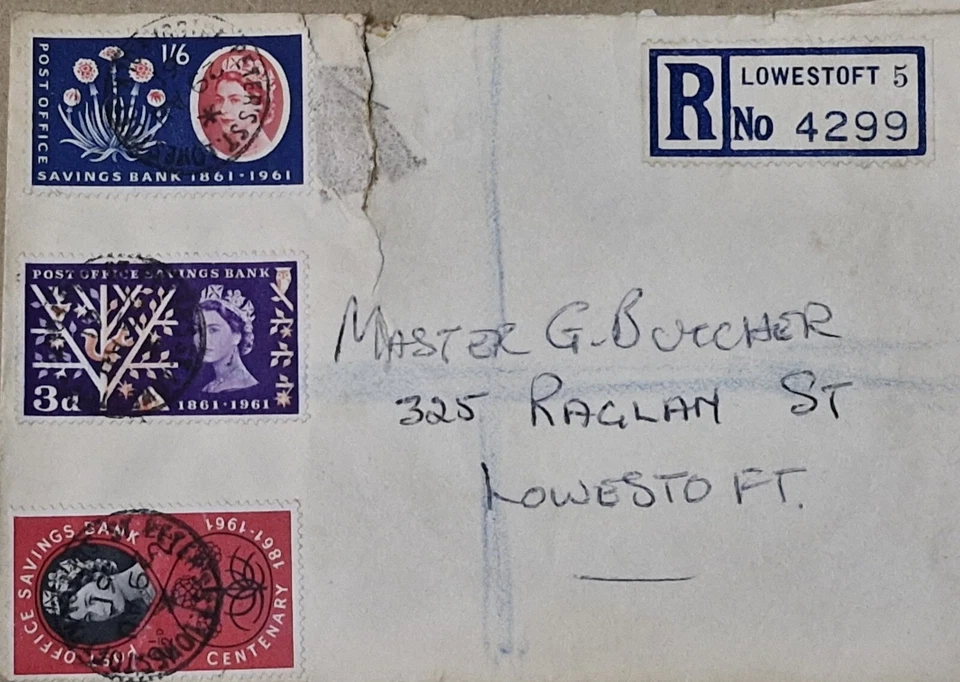 1'6
POST OFFICE
SAVINGS BANK 1861·1961
R
LOWESTOFT 5
No 4299
POST OFFICE SAVINGS BANK
3d
1861·1961
MASTER G. BUTCHER
325 RAGLAN ST
LOWESTOFT.
POST OFFICE SAVINGS BANK
1861-1961
CENTENARY